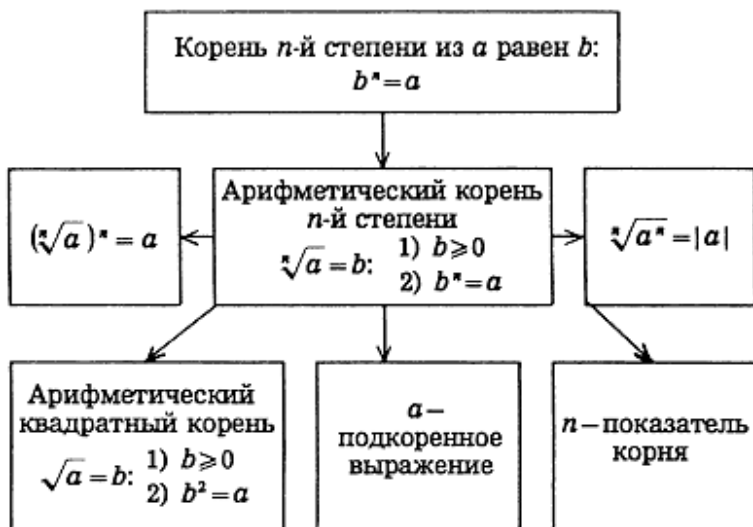 Корень n-й степени из a равен b:
bⁿ = a
(ⁿ√a)ⁿ = a
Арифметический корень
n-й степени
ⁿ√a = b: 1) b ⩾ 0
2) bⁿ = a
ⁿ√aⁿ = |a|
Арифметический
квадратный корень
√a = b: 1) b ⩾ 0
2) b² = a
a –
подкоренное
выражение
n – показатель
корня